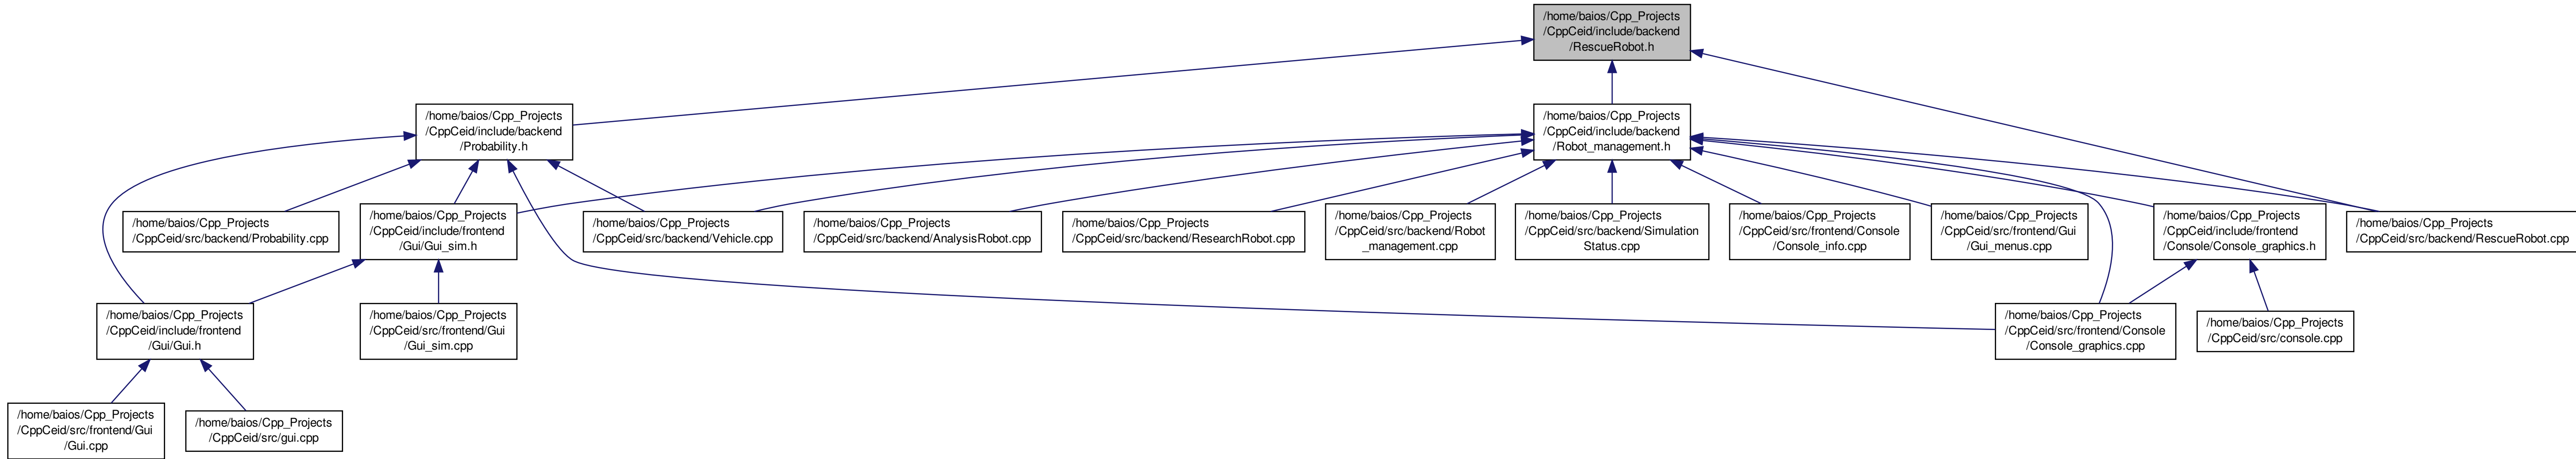 /home/baios/Cpp_Projects
/CppCeid/include/backend
/RescueRobot.h
/home/baios/Cpp_Projects
/CppCeid/include/backend
/Probability.h
/home/baios/Cpp_Projects
/CppCeid/include/backend
/Robot_management.h
/home/baios/Cpp_Projects
/CppCeid/src/backend/Probability.cpp
/home/baios/Cpp_Projects
/CppCeid/include/frontend
/Gui/Gui_sim.h
/home/baios/Cpp_Projects
/CppCeid/src/backend/Vehicle.cpp
/home/baios/Cpp_Projects
/CppCeid/src/backend/AnalysisRobot.cpp
/home/baios/Cpp_Projects
/CppCeid/src/backend/ResearchRobot.cpp
/home/baios/Cpp_Projects
/CppCeid/src/backend/Robot
_management.cpp
/home/baios/Cpp_Projects
/CppCeid/src/backend/Simulation
Status.cpp
/home/baios/Cpp_Projects
/CppCeid/src/frontend/Console
/Console_info.cpp
/home/baios/Cpp_Projects
/CppCeid/src/frontend/Gui
/Gui_menus.cpp
/home/baios/Cpp_Projects
/CppCeid/include/frontend
/Console/Console_graphics.h
/home/baios/Cpp_Projects
/CppCeid/src/backend/RescueRobot.cpp
/home/baios/Cpp_Projects
/CppCeid/include/frontend
/Gui/Gui.h
/home/baios/Cpp_Projects
/CppCeid/src/frontend/Gui
/Gui_sim.cpp
/home/baios/Cpp_Projects
/CppCeid/src/frontend/Console
/Console_graphics.cpp
/home/baios/Cpp_Projects
/CppCeid/src/console.cpp
/home/baios/Cpp_Projects
/CppCeid/src/frontend/Gui
/Gui.cpp
/home/baios/Cpp_Projects
/CppCeid/src/gui.cpp